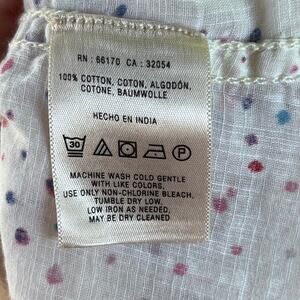 RN : 66170 CA : 32054
100% COTTON, COTON, ALGODÓN,
COTONE, BAUMWOLLE
HECHO EN INDIA
30 P
MACHINE WASH COLD GENTLE
WITH LIKE COLORS,
USE ONLY NON-CHLORINE BLEACH,
TUMBLE DRY LOW,
LOW IRON AS NEEDED,
MAY BE DRY CLEANED